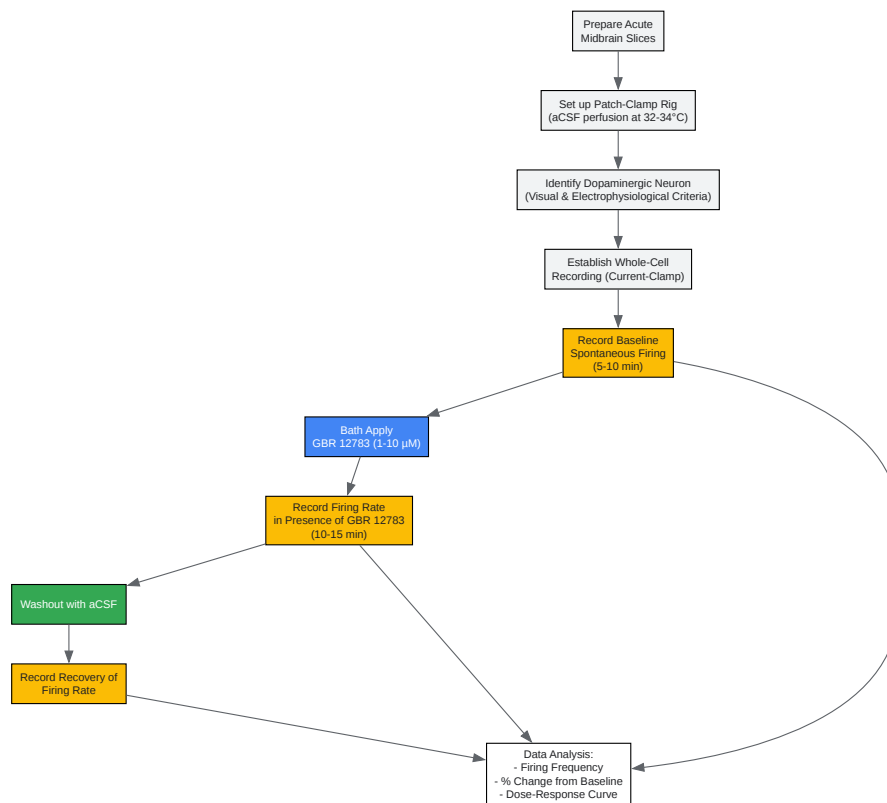 Prepare Acute
Midbrain Slices
Set up Patch-Clamp Rig
(aCSF perfusion at 32-34°C)
Identify Dopaminergic Neuron
(Visual & Electrophysiological Criteria)
Establish Whole-Cell
Recording (Current-Clamp)
Record Baseline
Spontaneous Firing
(5-10 min)
Bath Apply
GBR 12783 (1-10 µM)
Record Firing Rate
in Presence of GBR 12783
(10-15 min)
Washout with aCSF
Record Recovery of
Firing Rate
Data Analysis:
- Firing Frequency
- % Change from Baseline
- Dose-Response Curve